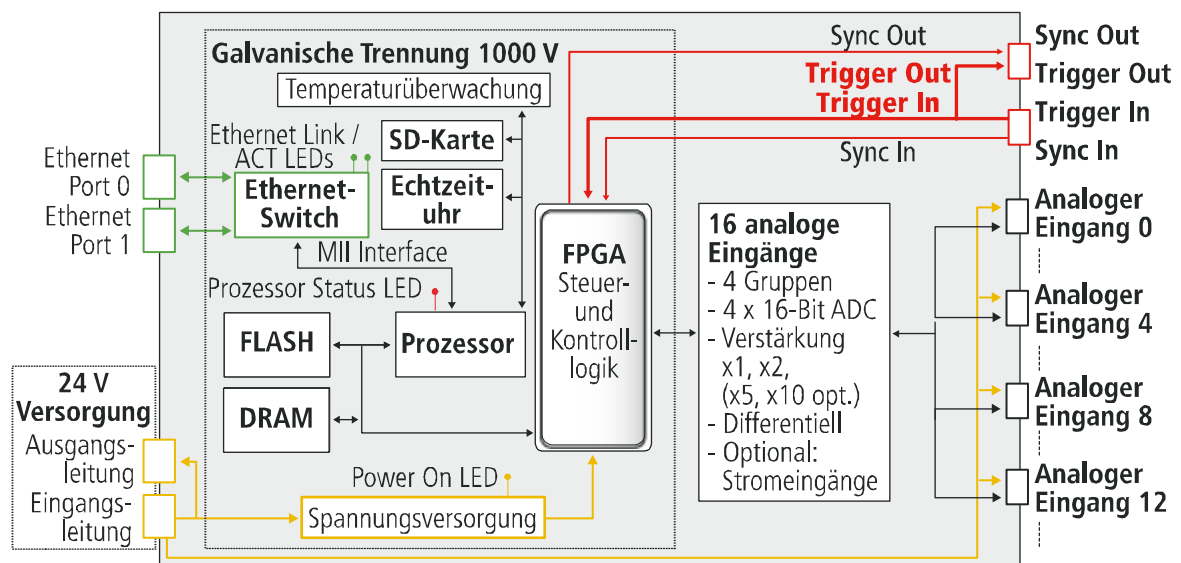 Galvanische Trennung 1000 V
Temperaturüberwachung
SD-Karte
Echtzeit-
uhr
Ethernet Link /
ACT LEDs
Ethernet
Port 0
Ethernet
Port 1
Ethernet-
Switch
MII Interface
Prozessor Status LED
FLASH
Prozessor
DRAM
24 V
Versorgung
Ausgangs-
leitung
Eingangs-
leitung
Power On LED
Spannungsversorgung
FPGA
Steuer-
und
Kontroll-
logik
Sync Out
Trigger Out
Trigger In
Sync In
Sync Out
Trigger Out
Trigger In
Sync In
16 analoge
Eingänge
- 4 Gruppen
- 4 x 16-Bit ADC
- Verstärkung
x1, x2,
(x5, x10 opt.)
- Differentiell
- Optional:
Stromeingänge
Analoger
Eingang 0
Analoger
Eingang 4
Analoger
Eingang 8
Analoger
Eingang 12